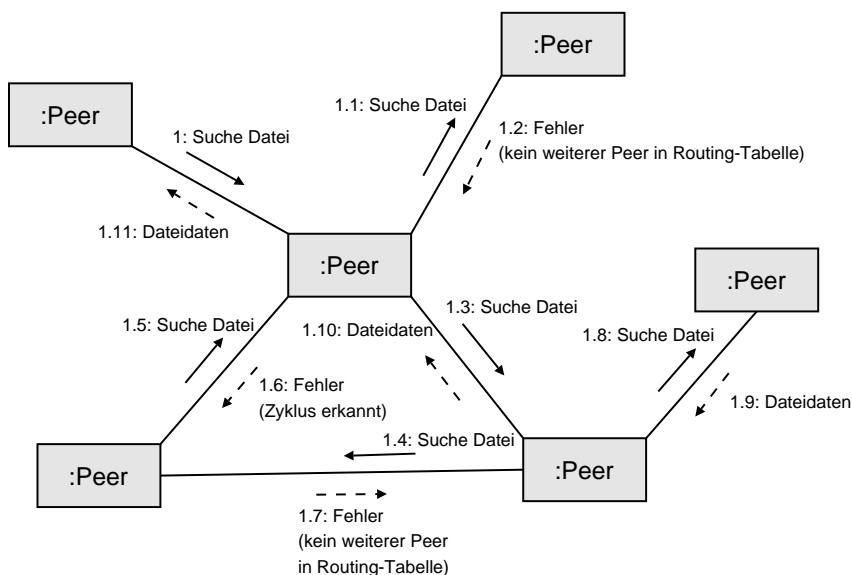 :Peer
:Peer
1.1: Suche Datei
1.2: Fehler
(kein weiterer Peer in Routing-Tabelle)
1: Suche Datei
1.11: Dateidaten
:Peer
:Peer
1.3: Suche Datei
1.5: Suche Datei
1.10: Dateidaten
1.8: Suche Datei
1.6: Fehler
(Zyklus erkannt)
1.9: Dateidaten
1.4: Suche Datei
:Peer
:Peer
1.7: Fehler
(kein weiterer Peer
in Routing-Tabelle)